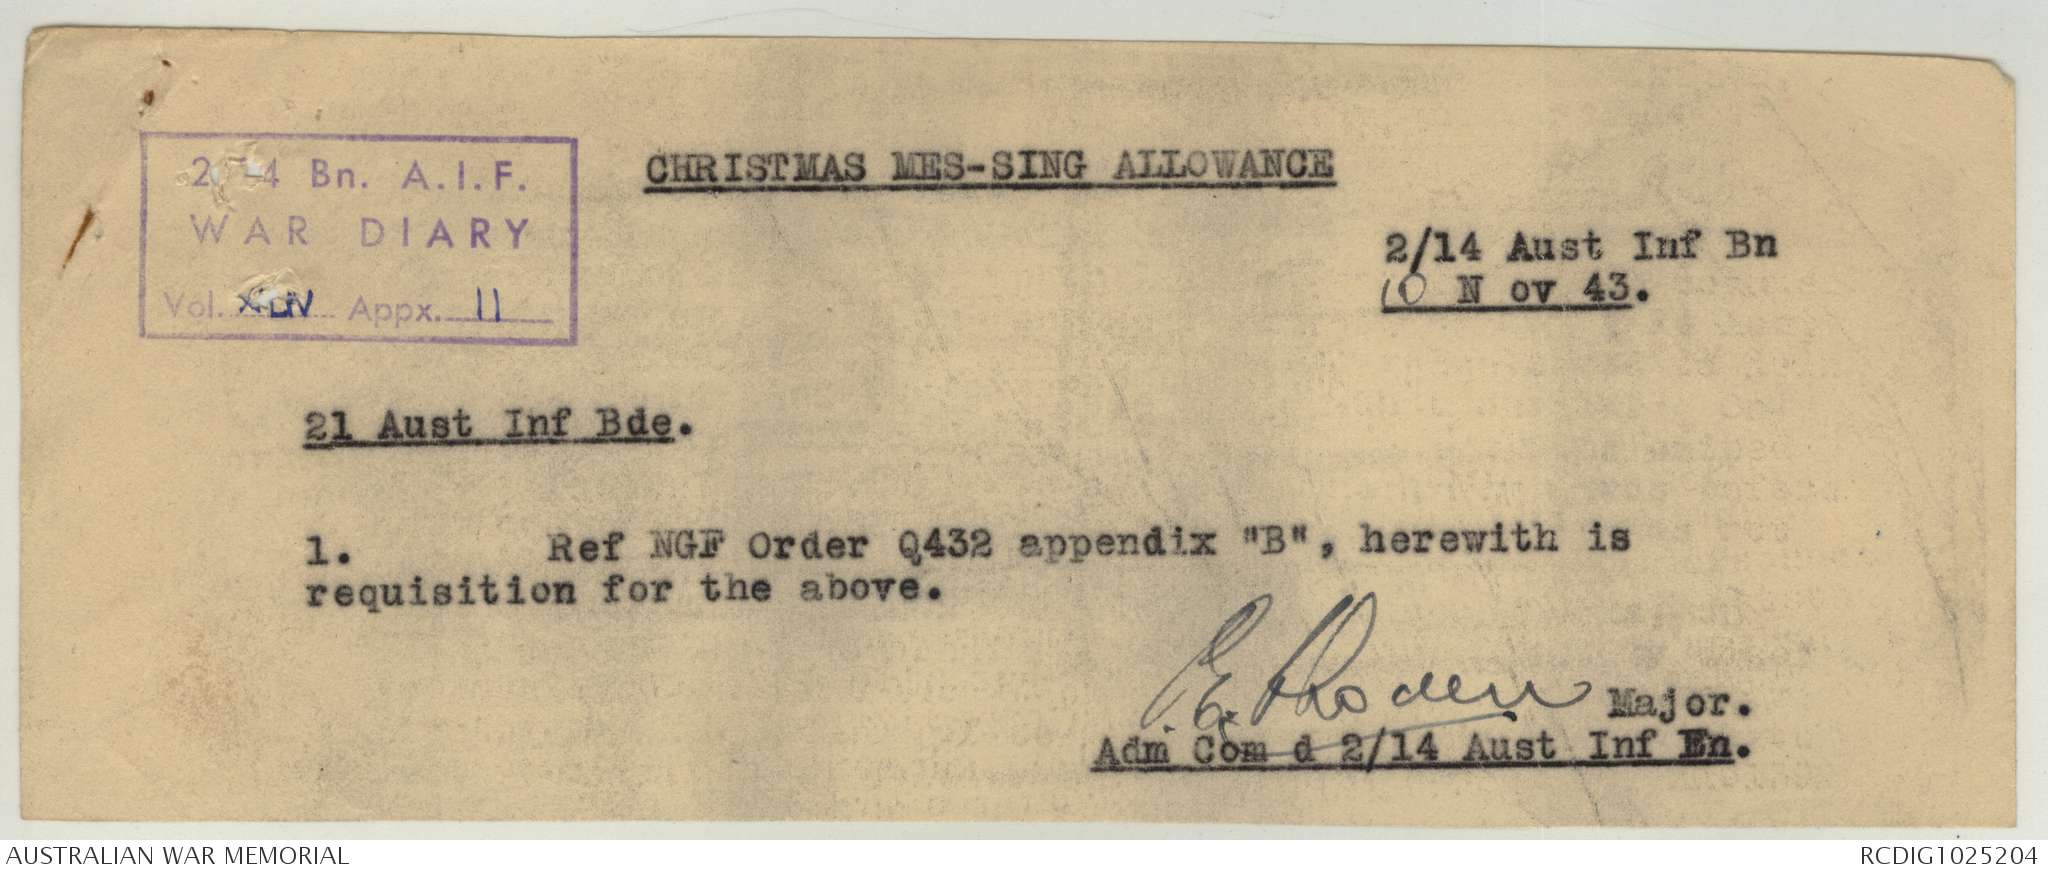 2/14 Bn. A.I.F.
WAR DIARY
Vol. XLIV Appx. 11
CHRISTMAS MES-SING ALLOWANCE
2/14 Aust Inf Bn
10 N ov 43.
21 Aust Inf Bde.
1. Ref NGF Order Q432 appendix "B", herewith is
requisition for the above.
Major.
Adm Com d 2/14 Aust Inf Bn.
AUSTRALIAN WAR MEMORIAL
RCDIG1025204